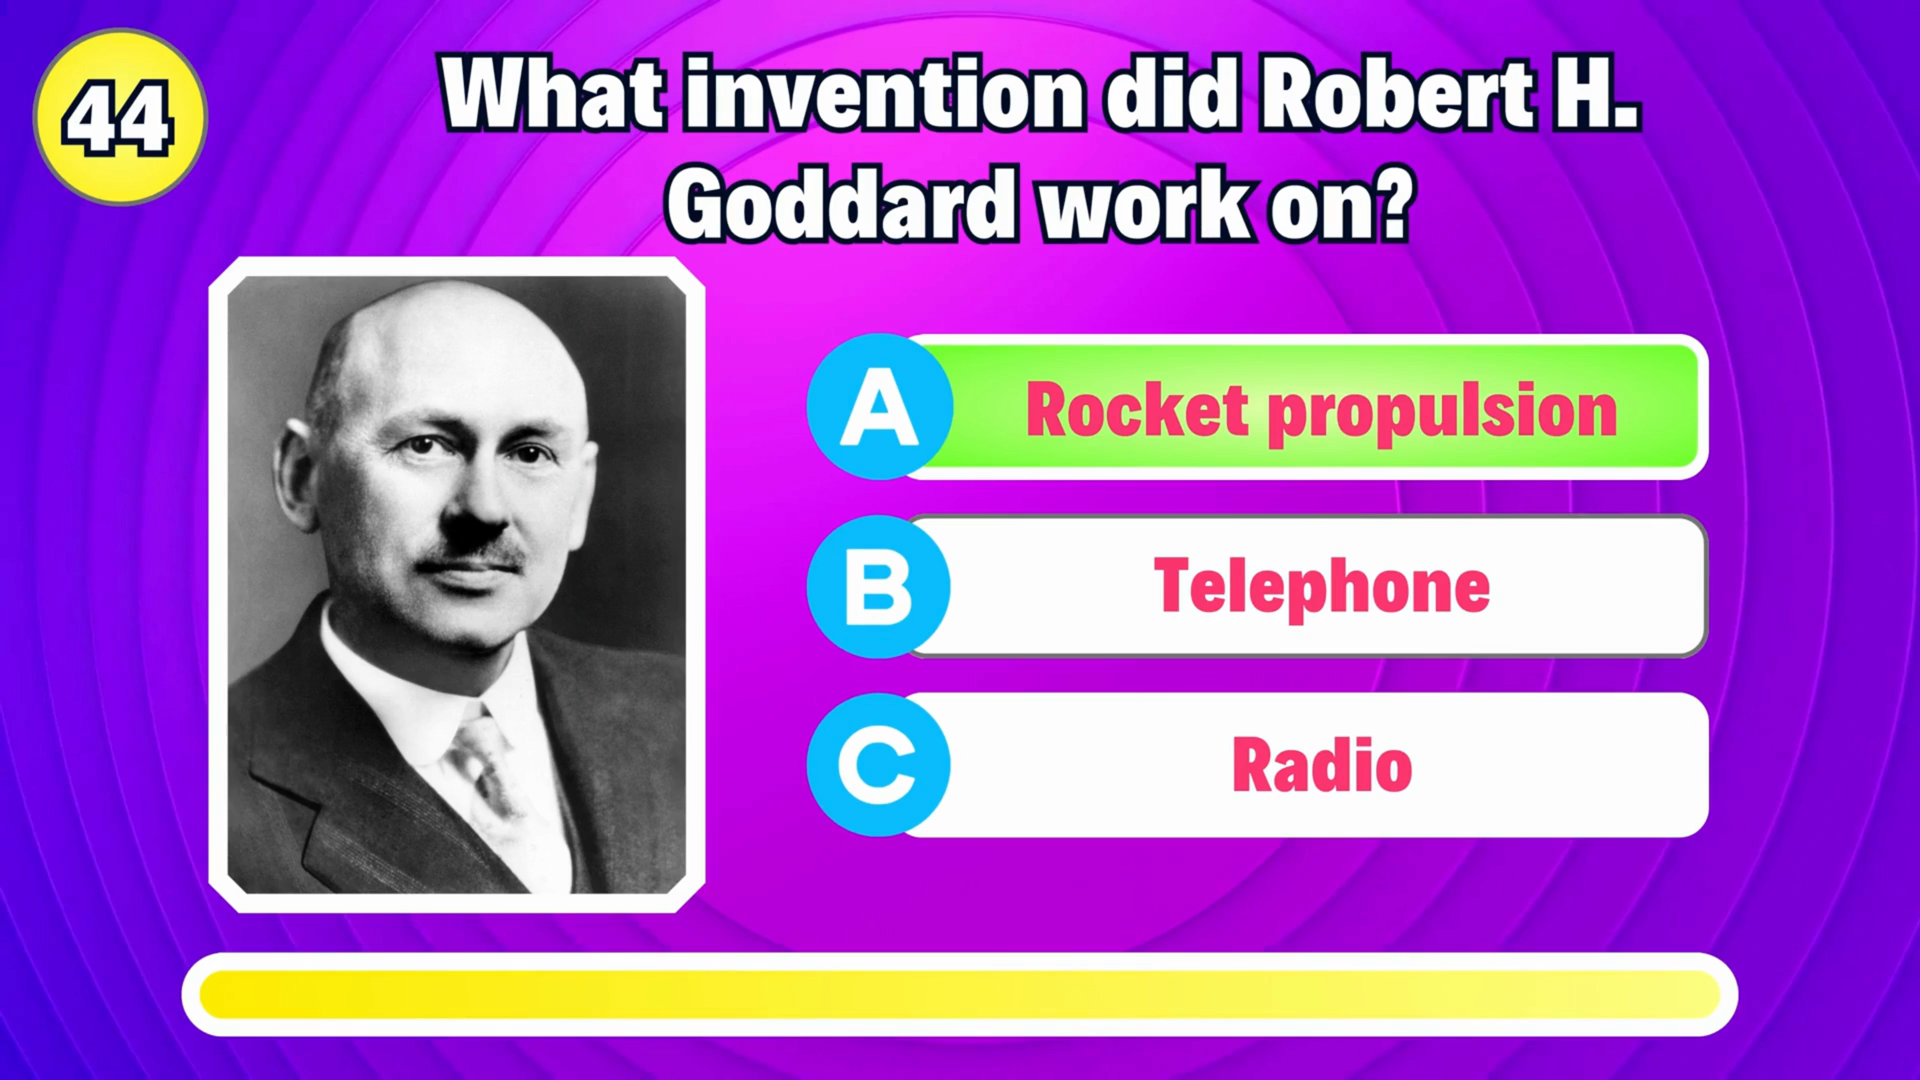 44
What invention did Robert H.
Goddard work on?
A Rocket propulsion
B Telephone
C Radio